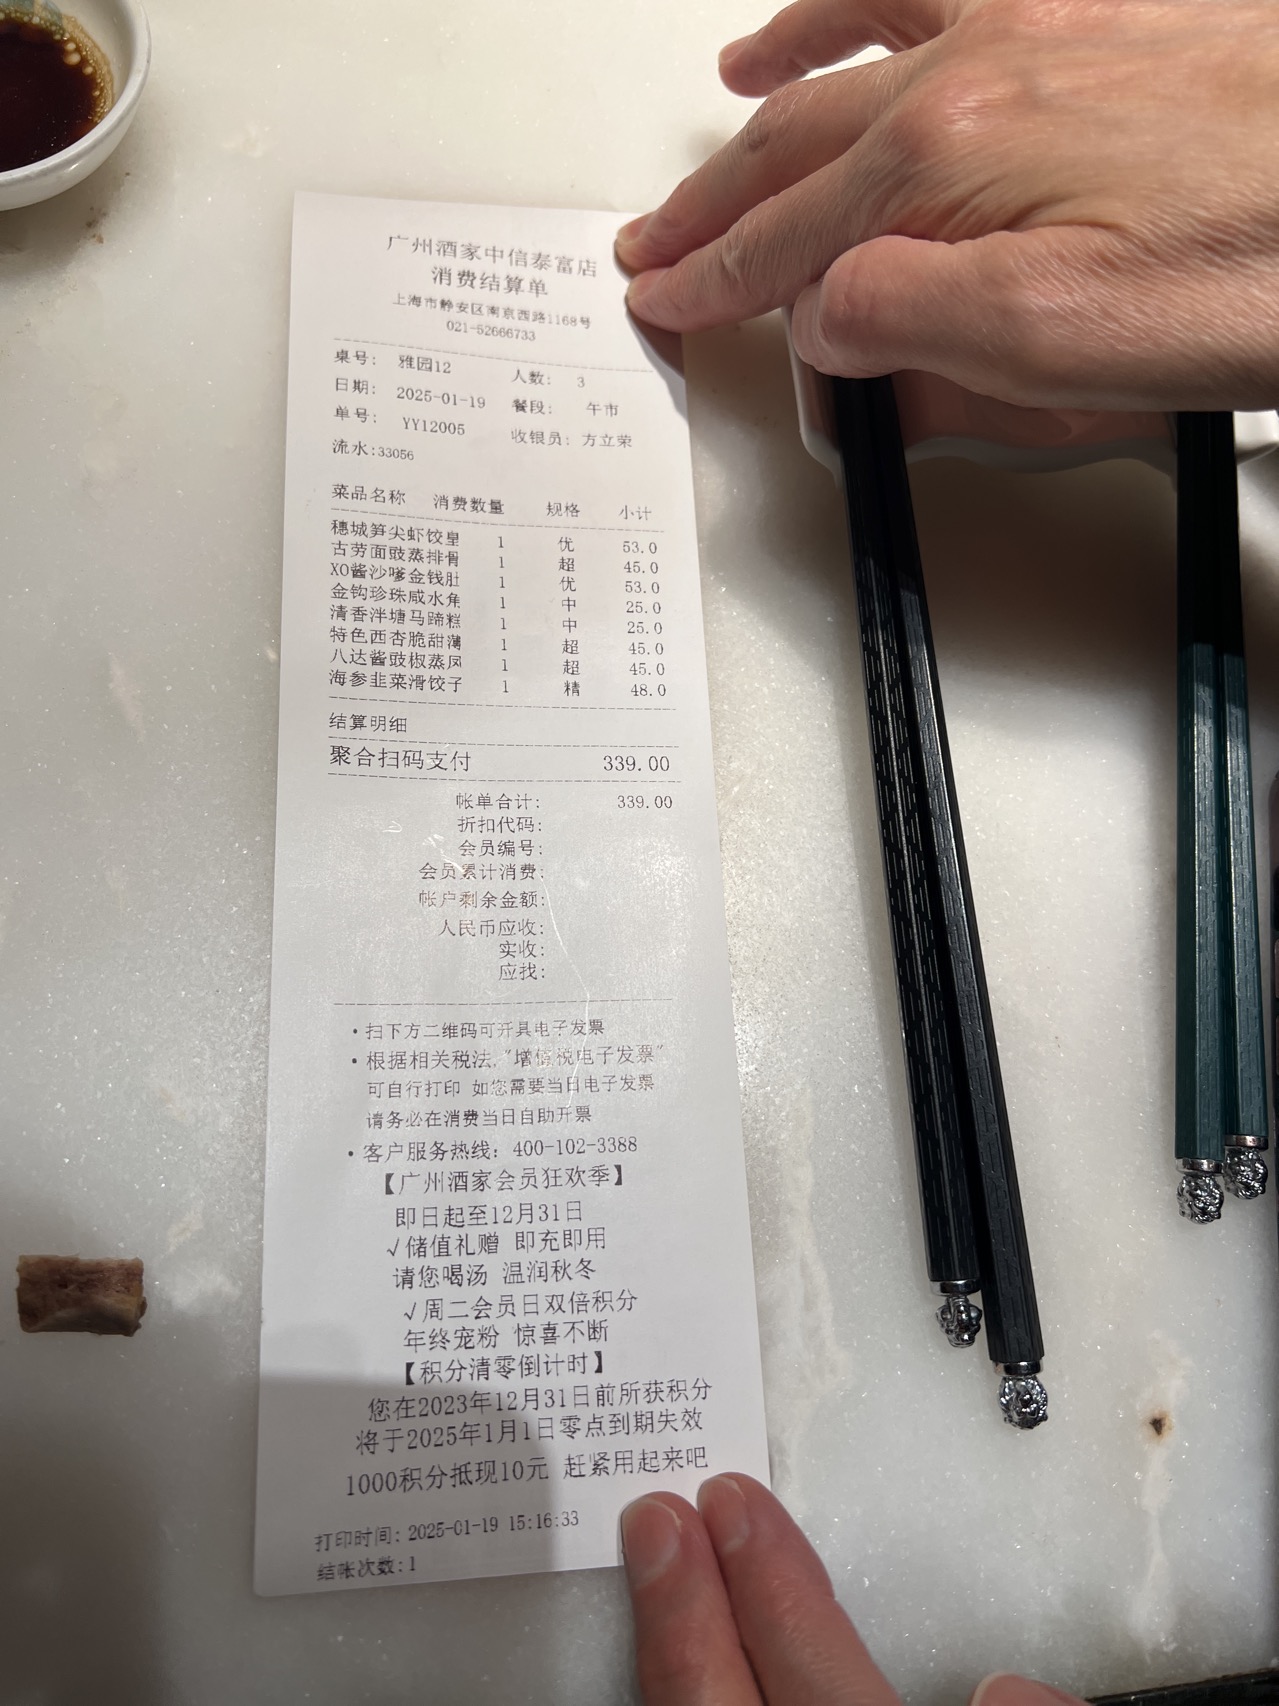 广州酒家中信泰富店
消费结算单
上海市静安区南京西路1168号
021-52666733
桌号: 雅园12 人数: 3
日期: 2025-01-19 餐段: 午市
单号: YY12005 收银员: 方立荣
流水:33056
菜品名称 消费数量 规格 小计
穗城笋尖虾饺皇 1 优 53.0
古劳面豉蒸排骨 1 超 45.0
XO酱沙嗲金钱肚 1 优 53.0
金钩珍珠咸水角 1 中 25.0
清香泮塘马蹄糕 1 中 25.0
特色西杏脆甜薄 1 超 45.0
八达酱豉椒蒸凤 1 超 45.0
海参韭菜滑饺子 1 精 48.0
结算明细
聚合扫码支付 339.00
帐单合计: 339.00
折扣代码:
会员编号:
会员累计消费:
帐户剩余金额:
人民币应收:
实收:
应找:
·扫下方二维码可开具电子发票
·根据相关税法,"增值税电子发票"
可自行打印 如您需要当日电子发票
请务必在消费当日自助开票
·客户服务热线: 400-102-3388
【广州酒家会员狂欢季】
即日起至12月31日
√储值礼赠 即充即用
请您喝汤 温润秋冬
√周二会员日双倍积分
年终宠粉 惊喜不断
【积分清零倒计时】
您在2023年12月31日前所获积分
将于2025年1月1日零点到期失效
1000积分抵现10元 赶紧用起来吧
打印时间: 2025-01-19 15:16:33
结帐次数:1